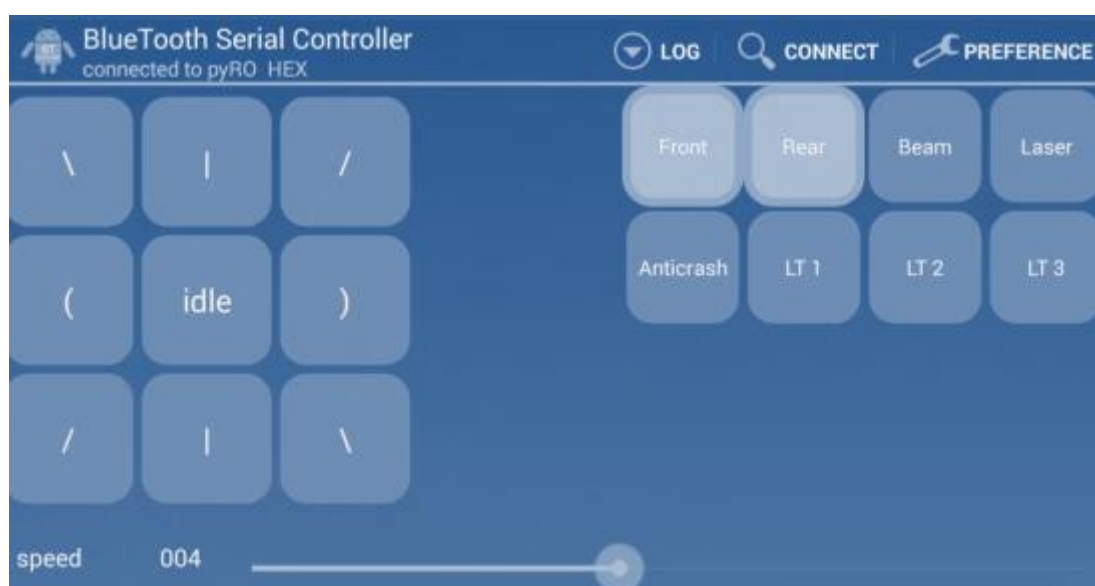 BlueTooth Serial Controller
connected to pyRO HEX
LOG
CONNECT
PREFERENCE
\ | /
( idle )
/ | \
Front Rear Beam Laser
Anticrash LT 1 LT 2 LT 3
speed 004